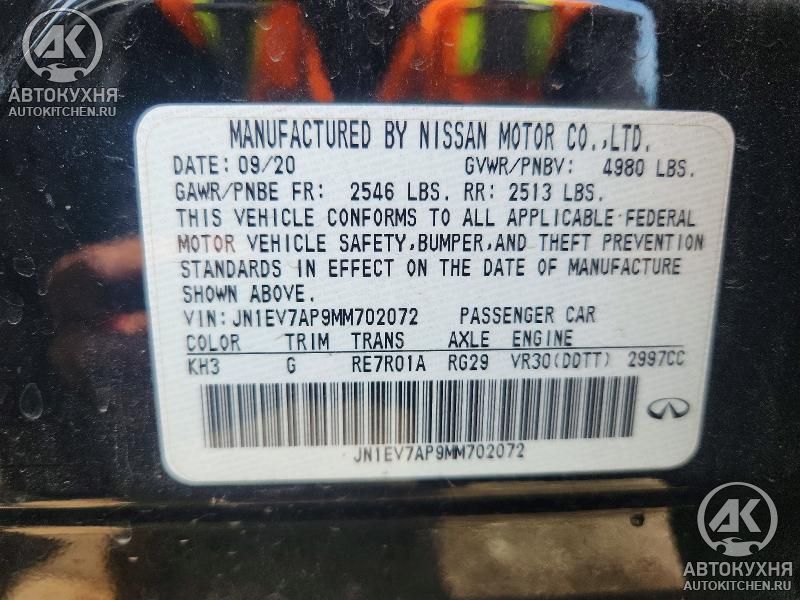 АК
АВТОКУХНЯ
AUTOKITCHEN.RU
MANUFACTURED BY NISSAN MOTOR CO.,LTD.
DATE: 09/20 GVWR/PNBV: 4980 LBS.
GAWR/PNBE FR: 2546 LBS. RR: 2513 LBS.
THIS VEHICLE CONFORMS TO ALL APPLICABLE FEDERAL
MOTOR VEHICLE SAFETY,BUMPER,AND THEFT PREVENTION
STANDARDS IN EFFECT ON THE DATE OF MANUFACTURE
SHOWN ABOVE.
VIN:JN1EV7AP9MM702072 PASSENGER CAR
COLOR TRIM TRANS AXLE ENGINE
KH3 G RE7R01A RG29 VR30(DDTT) 2997CC
JN1EV7AP9MM702072
АК
АВТОКУХНЯ
AUTOKITCHEN.RU